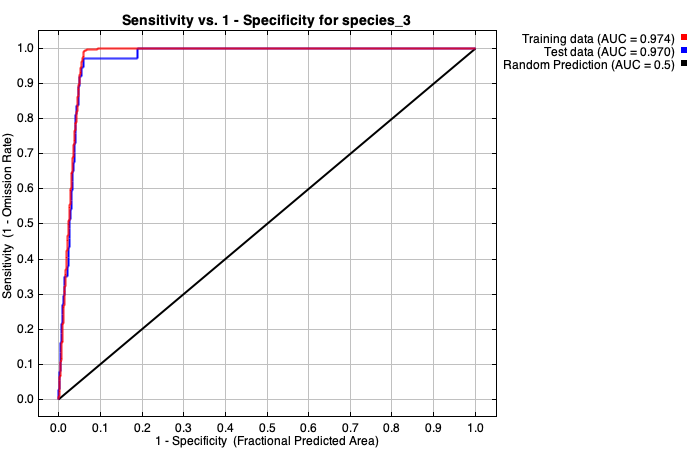 Sensitivity vs. 1 - Specificity for species_3
Training data (AUC = 0.974)
Test data (AUC = 0.970)
Random Prediction (AUC = 0.5)
Sensitivity (1 - Omission Rate)
1.0
0.9
0.8
0.7
0.6
0.5
0.4
0.3
0.2
0.1
0.0
0.0 0.1 0.2 0.3 0.4 0.5 0.6 0.7 0.8 0.9 1.0
1 - Specificity (Fractional Predicted Area)